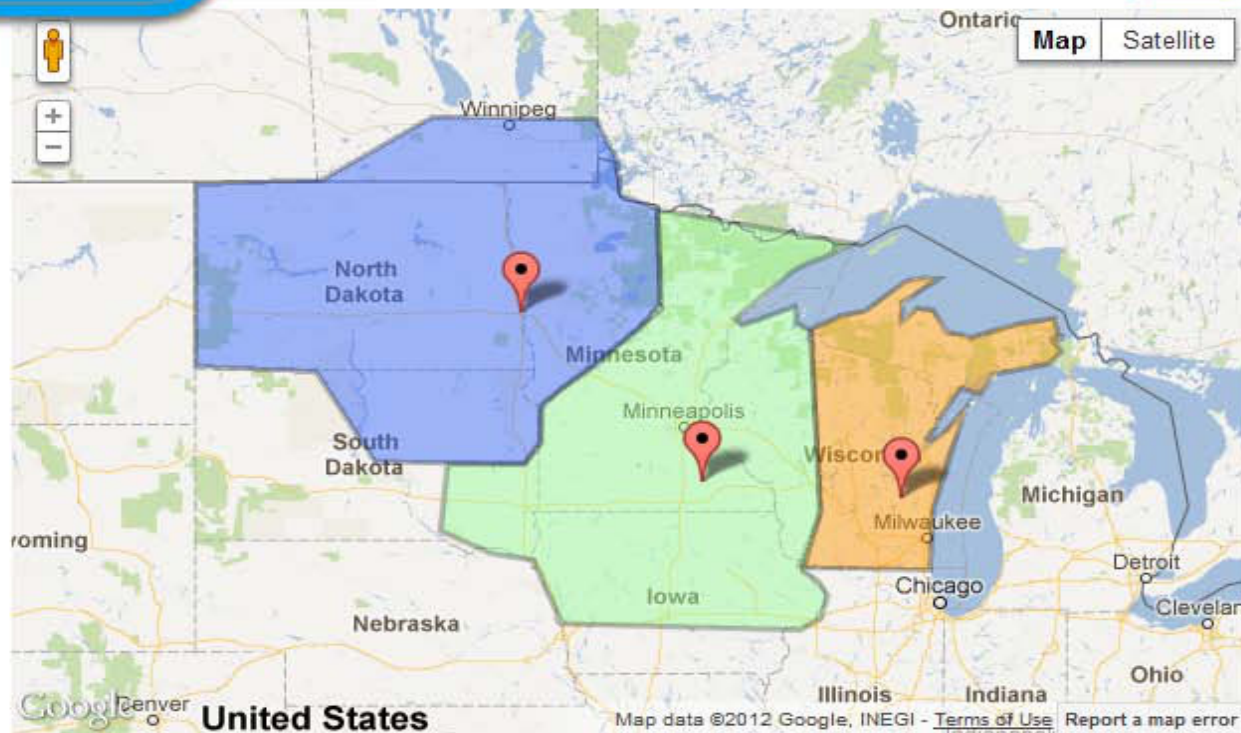 Ontario
Map
Satellite
+
−
Winnipeg
North
Dakota
Minnesota
Minneapolis
South
Dakota
Wiscon
Michigan
Milwaukee
yoming
Detroit
Chicago
Iowa
Clevelan
Nebraska
Ohio
Illinois
Indiana
Google
Denver
United States
Map data ©2012 Google, INEGI - Terms of Use
Report a map error